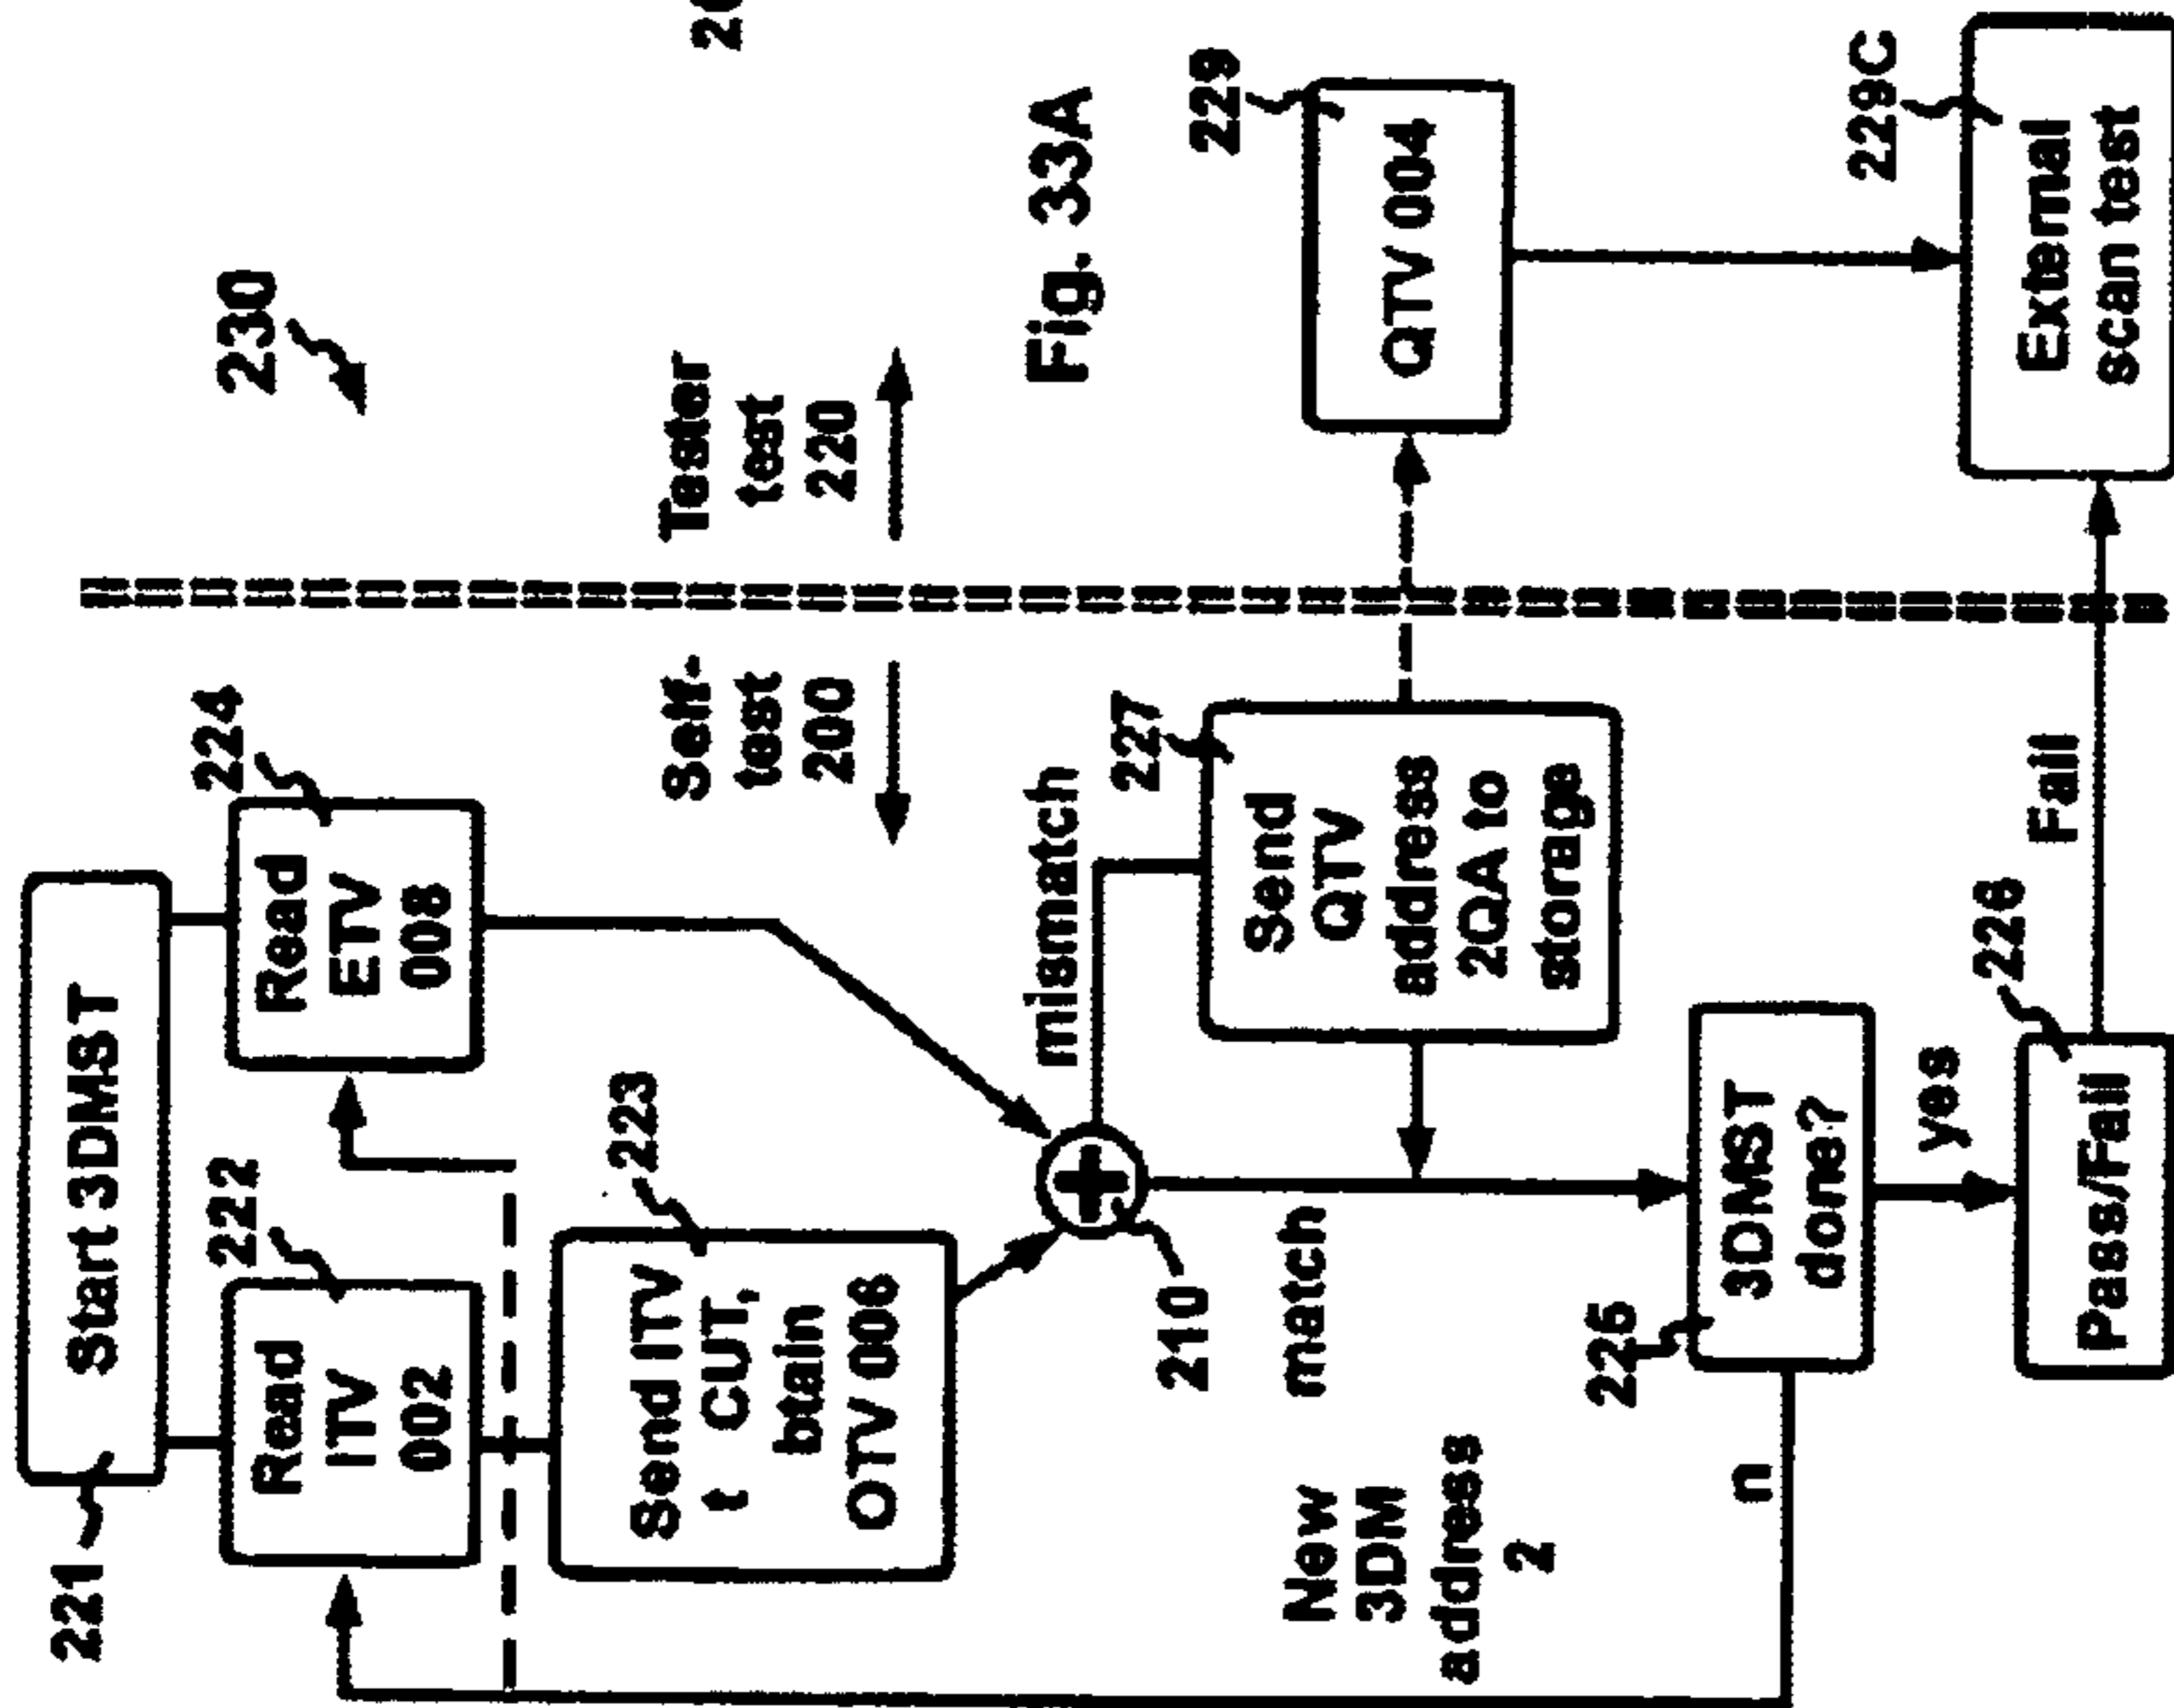 221
Start 3DMST
222
Read
ITV
002
224
Read
ETV
008
230
223
Send ITV
t CUT,
btain
OTV 006
Self-
test
200
Tester
test
220
Fig. 33A
210
mismatch
match
227
Send
QTV
address
2QA to
storage
229
QTV 004
New
3DM
address
2
226
3DMST
done?
n
yes
228
Pass/Fail
Fail
229C
External
scan test